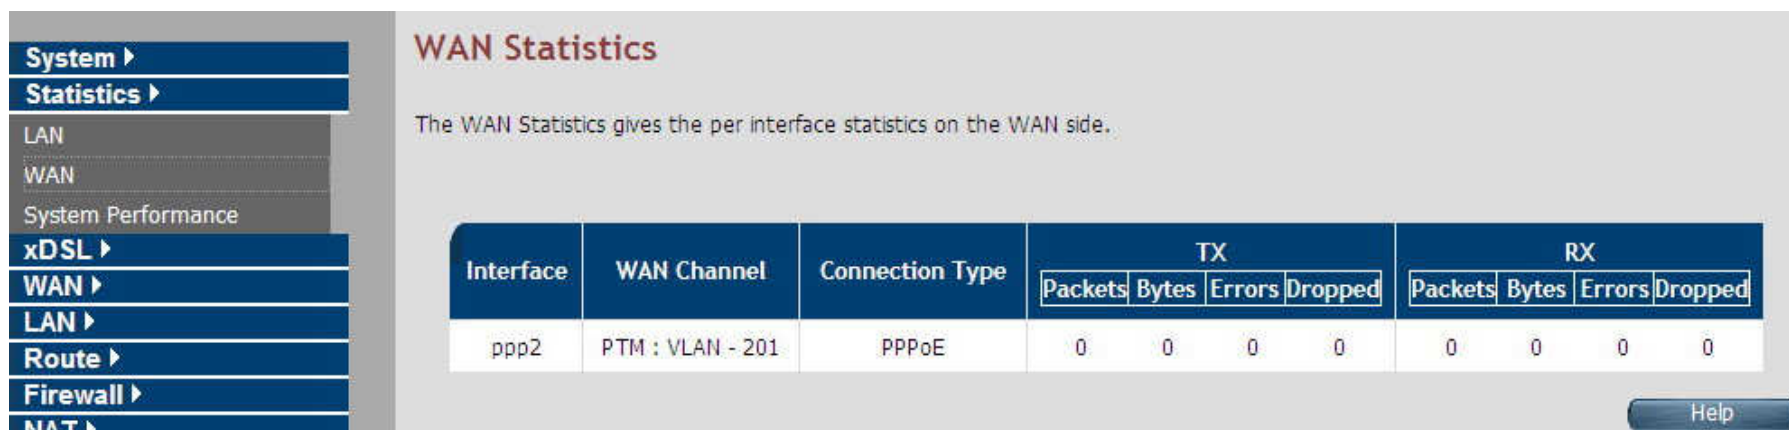 System
Statistics
LAN
WAN
System Performance
xDSL
WAN
LAN
Route
Firewall
NAT
WAN Statistics
The WAN Statistics gives the per interface statistics on the WAN side.
Interface WAN Channel Connection Type TX RX
Packets Bytes Errors Dropped Packets Bytes Errors Dropped
ppp2 PTM : VLAN - 201 PPPoE 0 0 0 0 0 0 0 0
Help